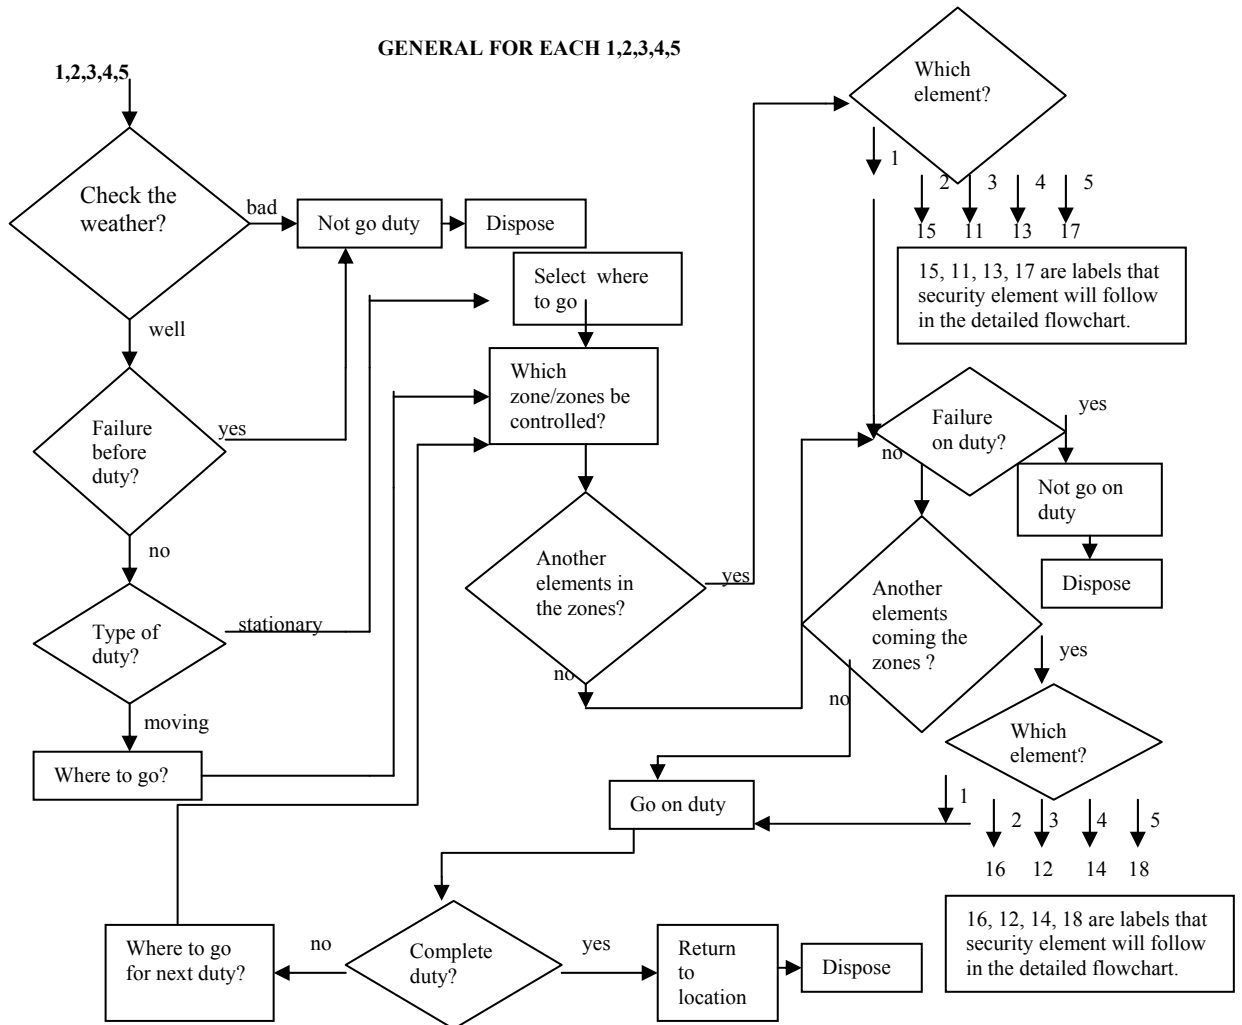 GENERAL FOR EACH 1,2,3,4,5
1,2,3,4,5
Check the
weather?
bad
Not go duty
Dispose
well
Failure
before
duty?
yes
no
Type of
duty?
stationary
moving
Where to go?
Select where
to go
Which
zone/zones be
controlled?
Another
elements in
the zones?
yes
no
Which
element?
1
2
3
4
5
15
11
13
17
15, 11, 13, 17 are labels that
security element will follow
in the detailed flowchart.
Failure
on duty?
yes
no
Not go on
duty
Dispose
Another
elements
coming the
zones ?
yes
no
Which
element?
1
2
3
4
5
16
12
14
18
16, 12, 14, 18 are labels that
security element will follow
in the detailed flowchart.
Go on duty
Complete
duty?
no
yes
Where to go
for next duty?
Return
to
location
Dispose